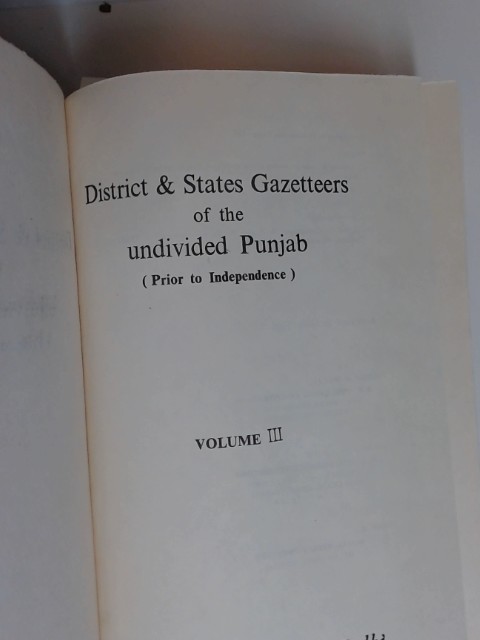 District & States Gazetteers
of the
undivided Punjab
( Prior to Independence )
VOLUME III